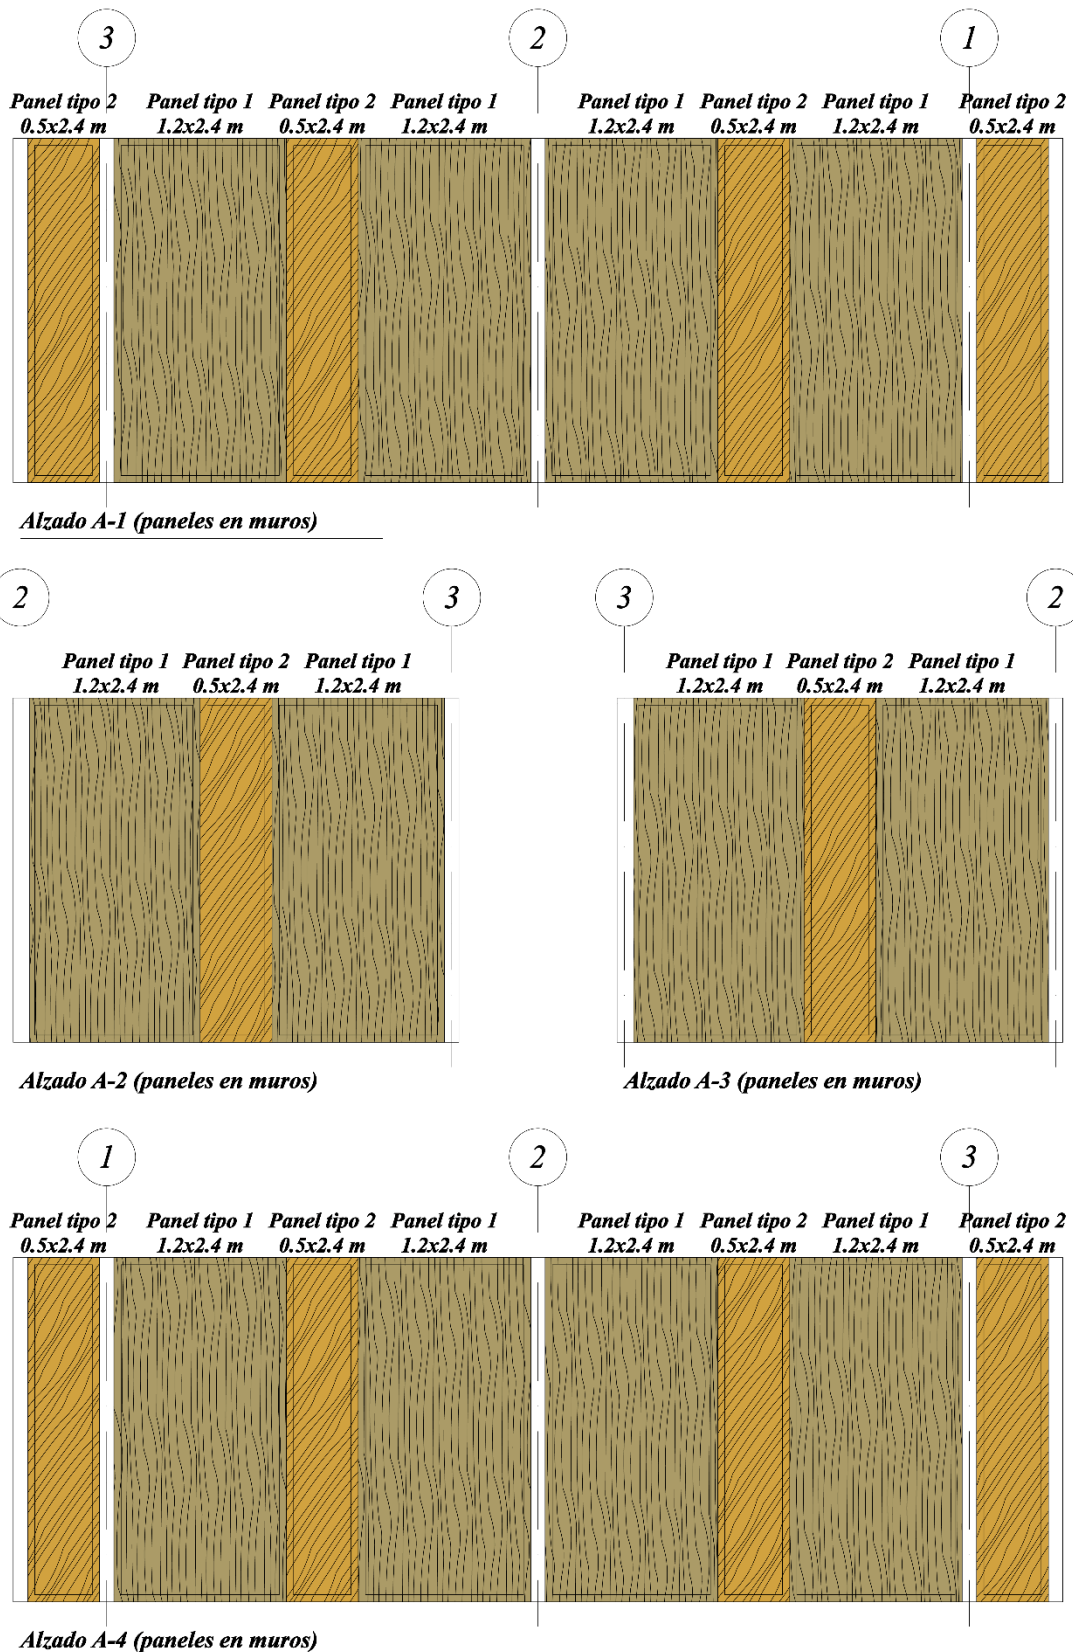 3 2 1
Panel tipo 2 Panel tipo 1 Panel tipo 2 Panel tipo 1 Panel tipo 1 Panel tipo 2 Panel tipo 1 Panel tipo 2
0.5x2.4 m 1.2x2.4 m 0.5x2.4 m 1.2x2.4 m 1.2x2.4 m 0.5x2.4 m 1.2x2.4 m 0.5x2.4 m
Alzado A-1 (paneles en muros)
2 3 3 2
Panel tipo 1 Panel tipo 2 Panel tipo 1 Panel tipo 1 Panel tipo 2 Panel tipo 1
1.2x2.4 m 0.5x2.4 m 1.2x2.4 m 1.2x2.4 m 0.5x2.4 m 1.2x2.4 m
Alzado A-2 (paneles en muros) Alzado A-3 (paneles en muros)
1 2 3
Panel tipo 2 Panel tipo 1 Panel tipo 2 Panel tipo 1 Panel tipo 1 Panel tipo 2 Panel tipo 1 Panel tipo 2
0.5x2.4 m 1.2x2.4 m 0.5x2.4 m 1.2x2.4 m 1.2x2.4 m 0.5x2.4 m 1.2x2.4 m 0.5x2.4 m
Alzado A-4 (paneles en muros)